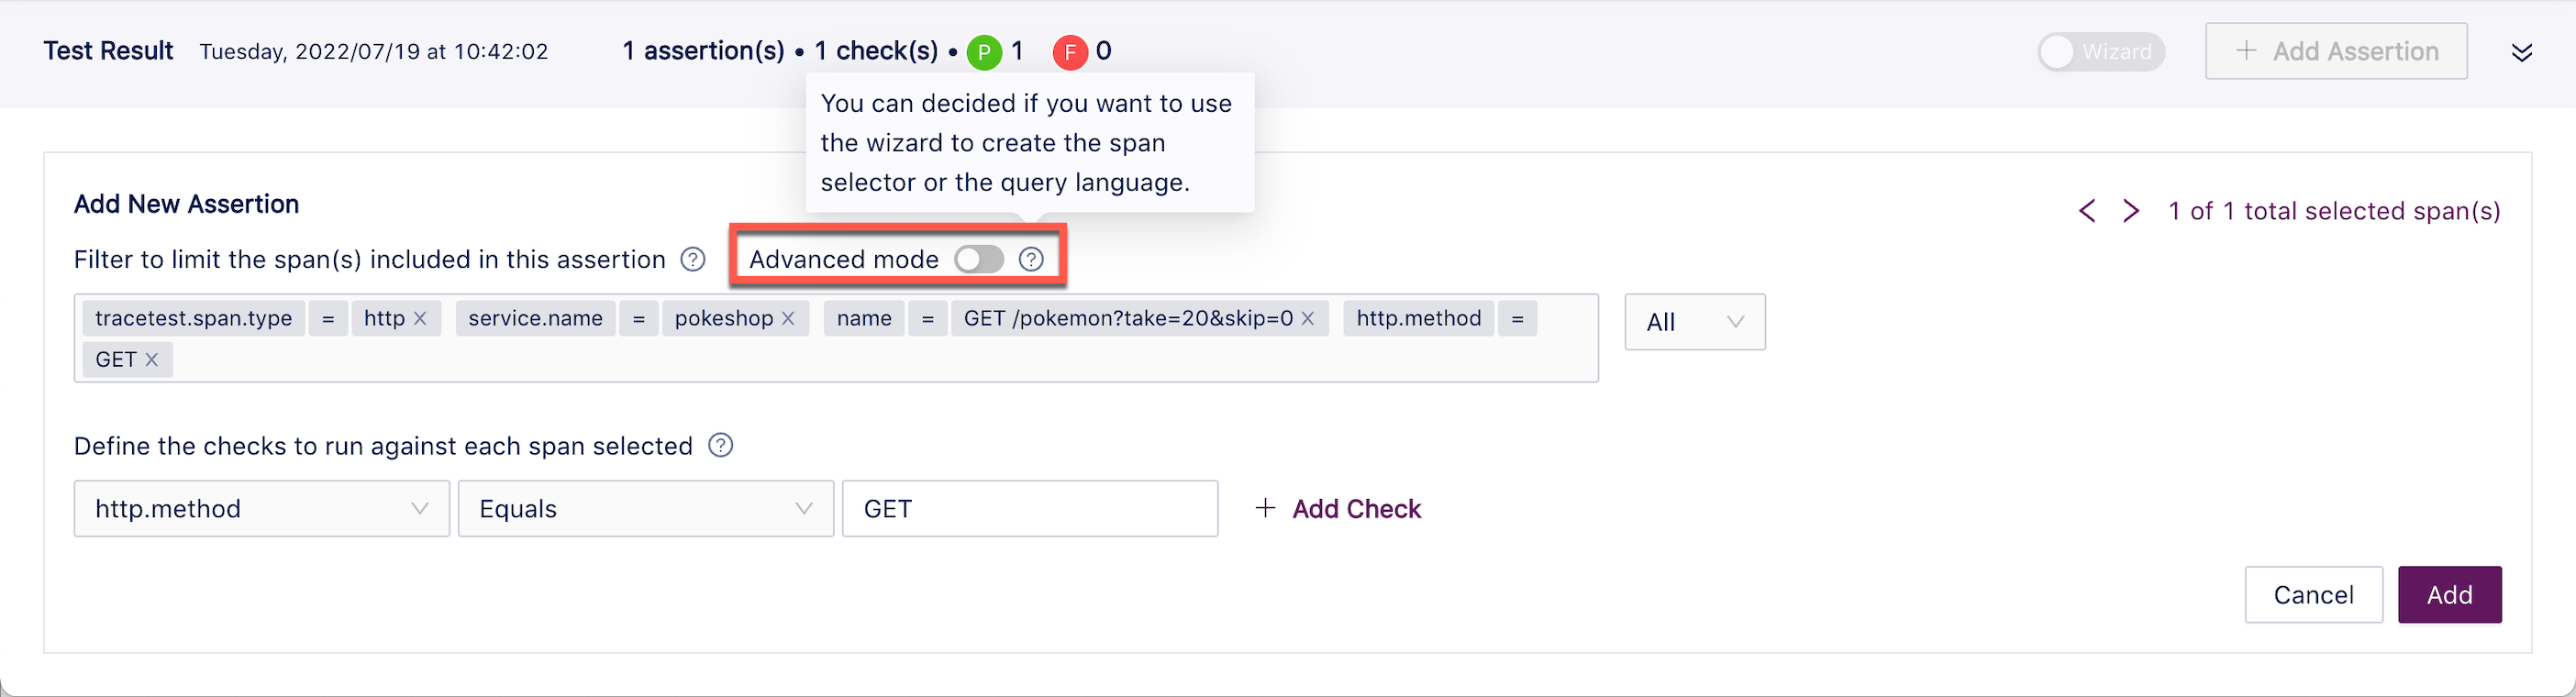 Test Result Tuesday, 2022/07/19 at 10:42:02 1 assertion(s) • 1 check(s) • P 1 F 0 Wizard + Add Assertion
You can decided if you want to use
the wizard to create the span
selector or the query language.
Add New Assertion
< > 1 of 1 total selected span(s)
Filter to limit the span(s) included in this assertion ? Advanced mode ?
tracetest.span.type = http × service.name = pokeshop × name = GET /pokemon?take=20&skip=0 × http.method =
GET ×
All
Define the checks to run against each span selected ?
http.method Equals GET + Add Check
Cancel Add